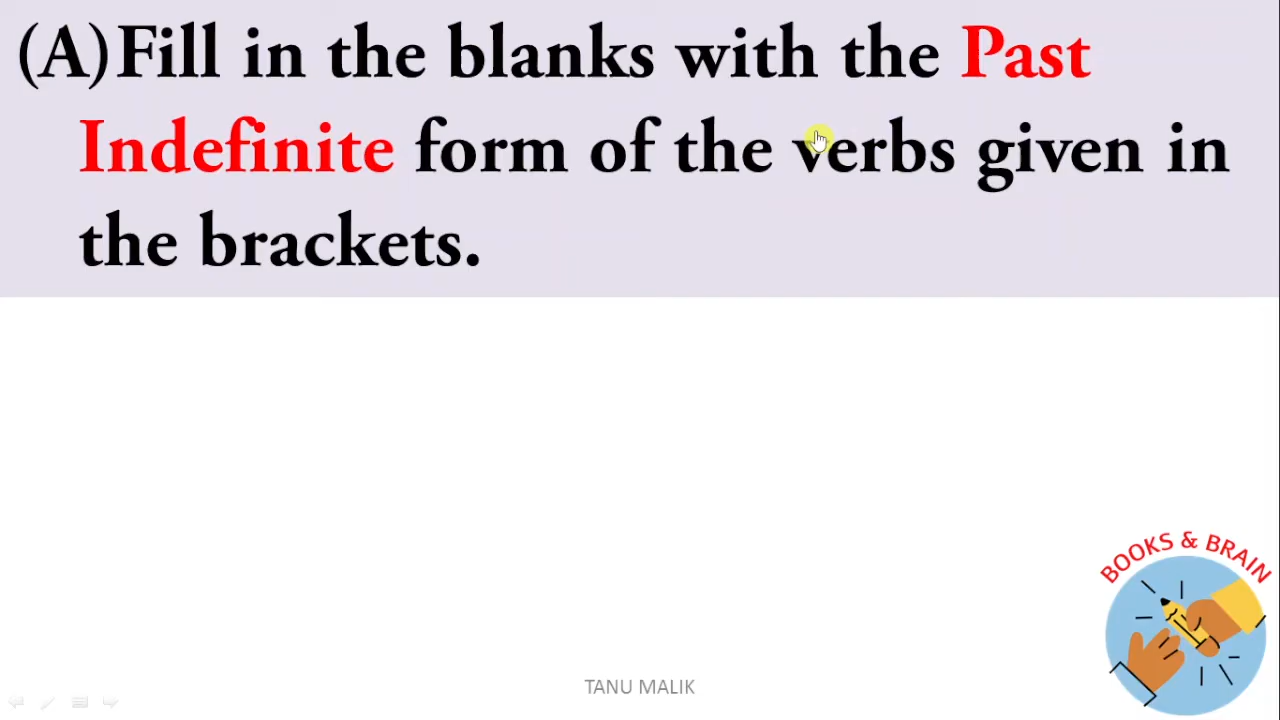 (A)Fill in the blanks with the Past
Indefinite form of the verbs given in
the brackets.
BOOKS & BRAIN
TANU MALIK